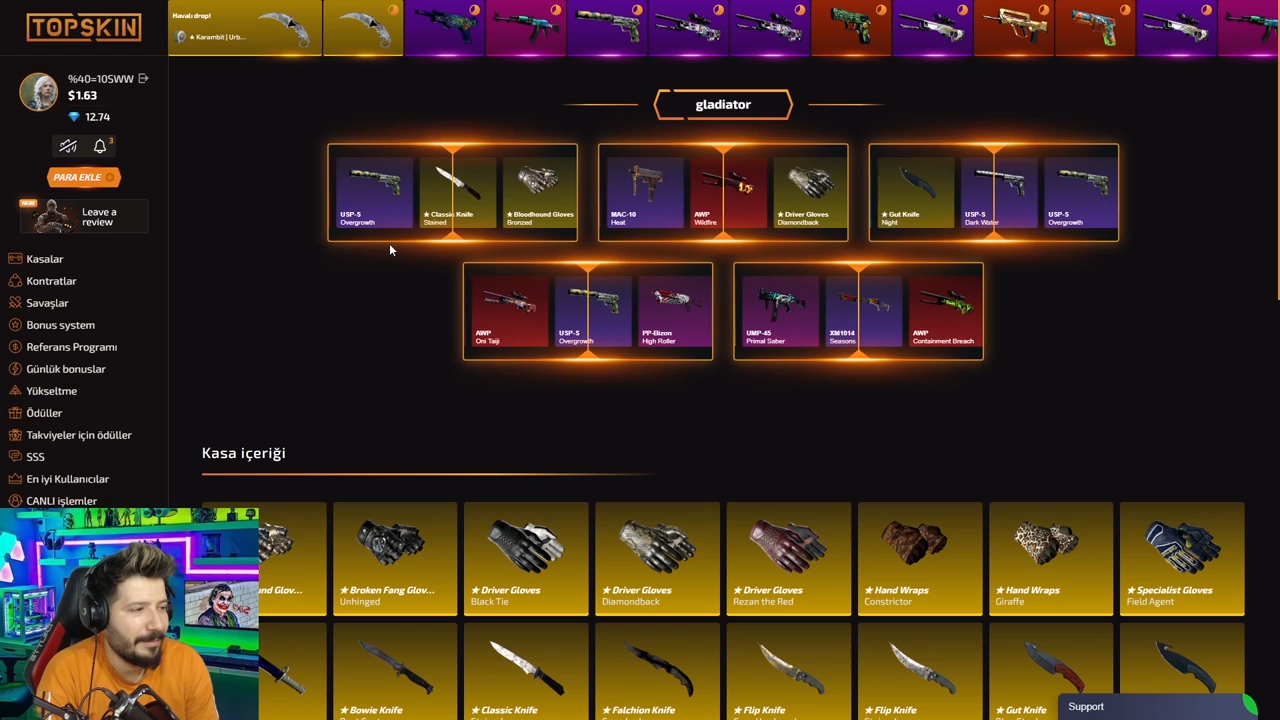 TOPSKIN
Havalı drop!
★ Karambit | Urb...
%40=10SWW
$1.63
12.74
3
PARA EKLE
NEW
Leave a
review
Kasalar
Kontratlar
Savaşlar
Bonus system
Referans Programı
Günlük bonuslar
Yükseltme
Ödüller
Takviyeler için ödüller
SSS
En iyi Kullanıcılar
CANLI işlemler
gladiator
USP-S
Overgrowth
★ Classic Knife
Stained
★ Bloodhound Gloves
Bronzed
MAC-10
Heat
AWP
Wildfire
★ Driver Gloves
Diamondback
★ Gut Knife
Night
USP-S
Dark Water
USP-S
Overgrowth
AWP
Oni Taiji
USP-S
Overgrowth
PP-Bizon
High Roller
UMP-45
Primal Saber
XM1014
Seasons
AWP
Containment Breach
Kasa içeriği
und Glov...
★ Broken Fang Glov...
Unhinged
★ Driver Gloves
Black Tie
★ Driver Gloves
Diamondback
★ Driver Gloves
Rezan the Red
★ Hand Wraps
Constrictor
★ Hand Wraps
Giraffe
★ Specialist Gloves
Field Agent
★ Bowie Knife
★ Classic Knife
★ Falchion Knife
★ Flip Knife
★ Flip Knife
★ Gut Knife
Support